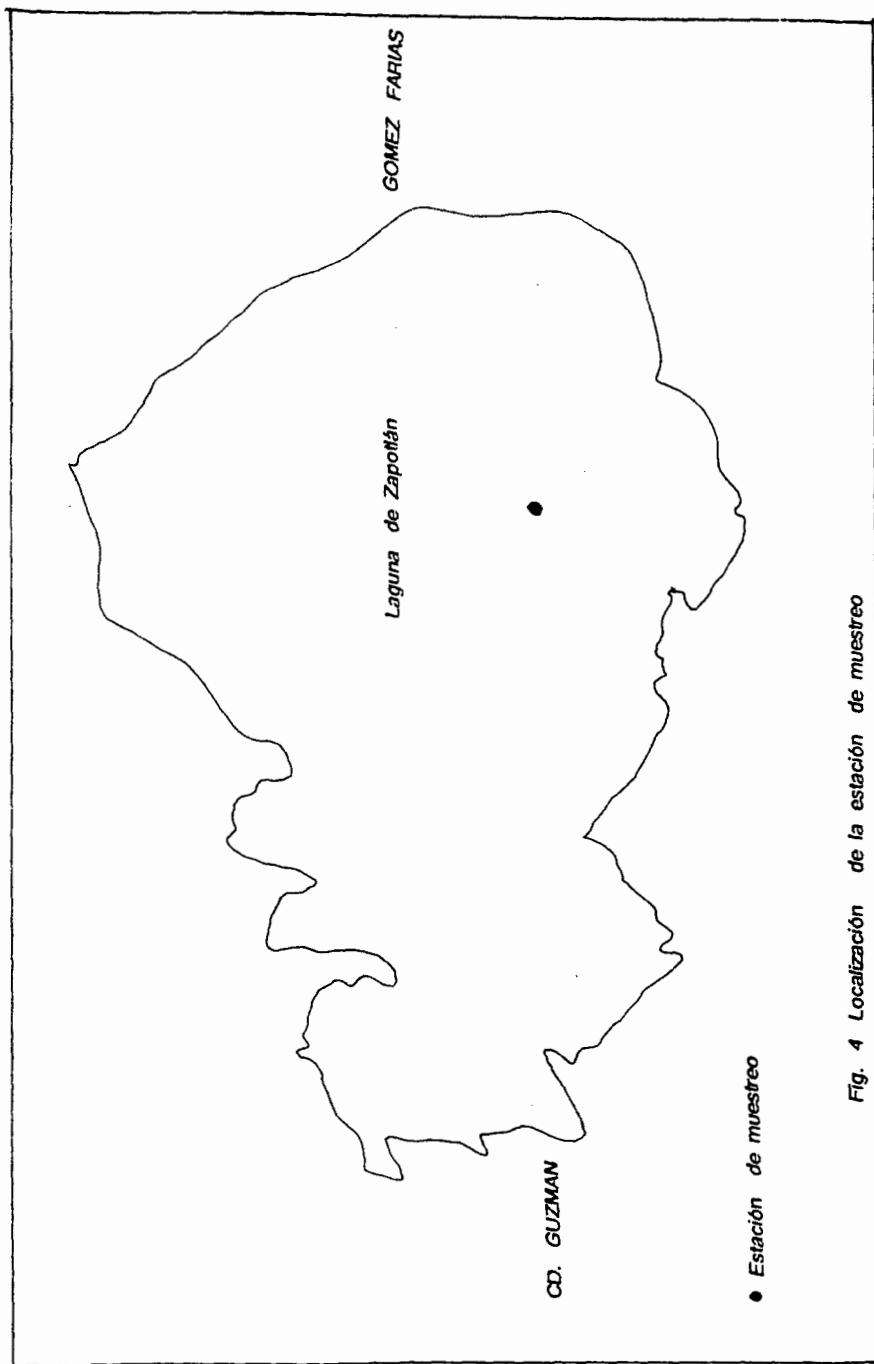 GOMEZ FARIAS
Laguna de Zapotlán
CD. GUZMAN
● Estación de muestreo
Fig. 4 Localización de la estación de muestreo